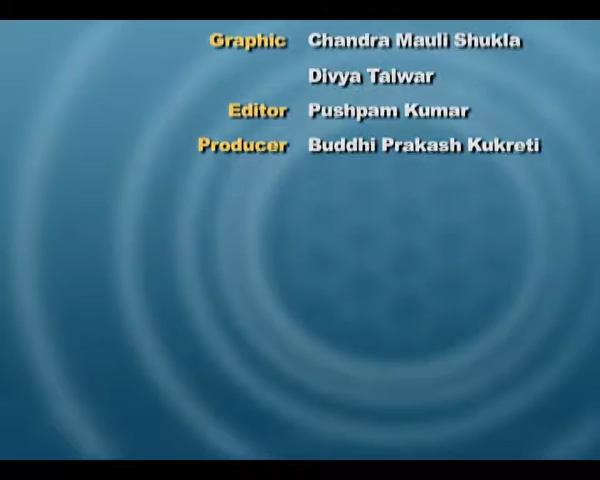 Graphic Chandra Mauli Shukla
Divya Talwar
Editor Pushpam Kumar
Producer Buddhi Prakash Kukreti